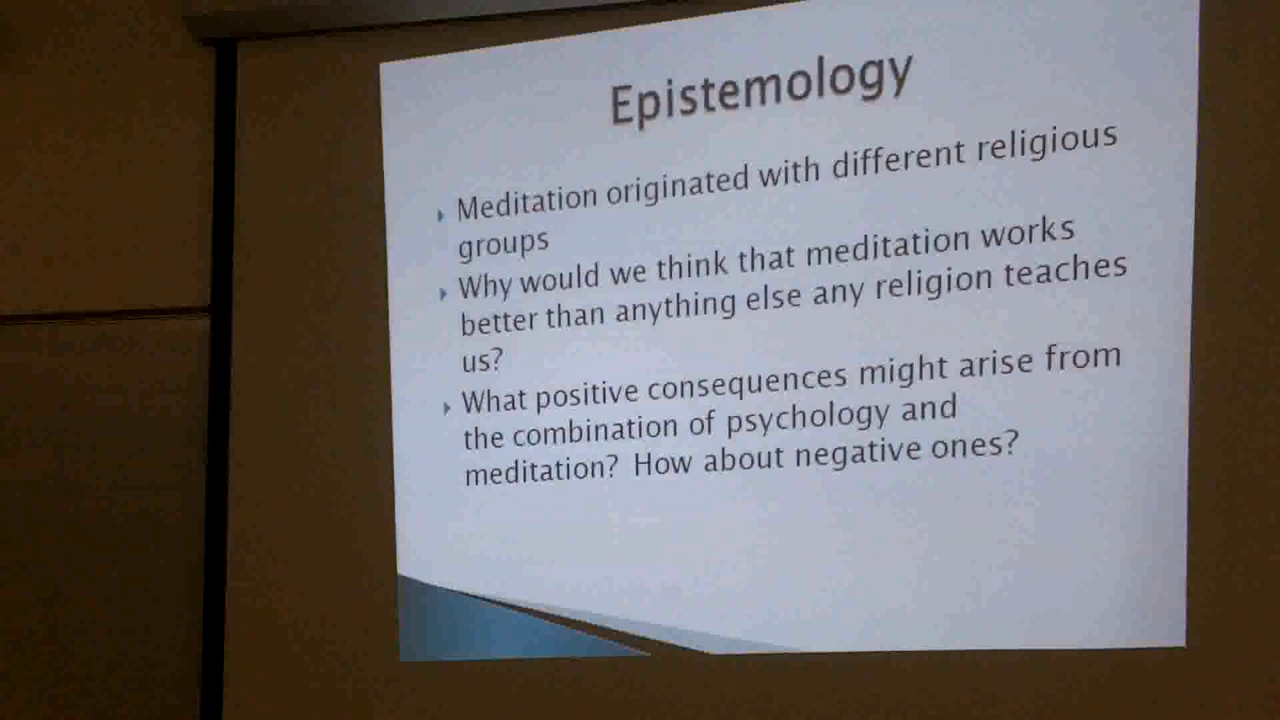 Epistemology
Meditation originated with different religious
groups
Why would we think that meditation works
better than anything else any religion teaches
us?
What positive consequences might arise from
the combination of psychology and
meditation? How about negative ones?